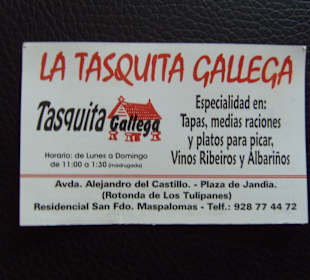 LA TASQUITA GALLEGA
Tasquita Gallega
Horario: de Lunes a Domingo
de 11:00 a 1:30 (madrugada)
Especialidad en:
Tapas, medias raciones
y platos para picar,
Vinos Ribeiros y Albariños
Avda. Alejandro del Castillo. - Plaza de Jandia.
(Rotonda de Los Tulipanes)
Residencial San Fdo. Maspalomas - Telf.: 928 77 44 72